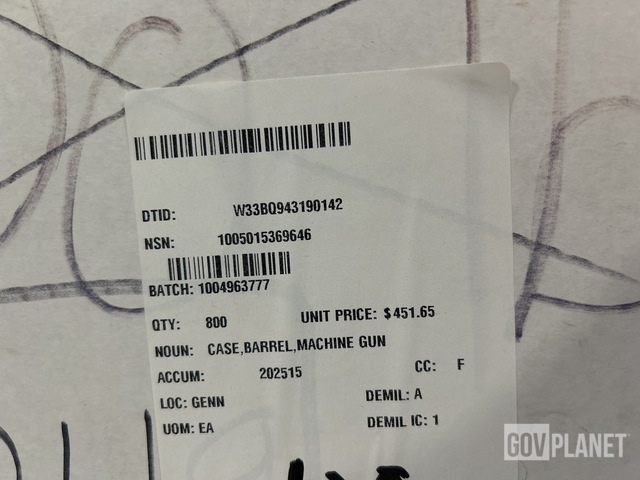 DTID: W33BQ943190142
NSN: 1005015369646
BATCH: 1004963777
QTY: 800 UNIT PRICE: $451.65
NOUN: CASE,BARREL,MACHINE GUN
ACCUM: 202515 CC: F
LOC: GENN DEMIL: A
UOM: EA DEMIL IC: 1
GOVPLANET